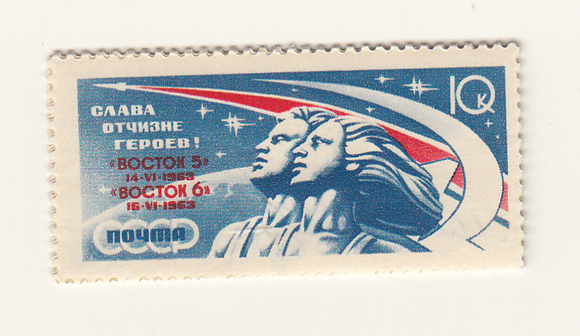 10к
СЛАВА
ОТЧИЗНЕ
ГЕРОЕВ!
«ВОСТОК 5»
14-VI-1963
«ВОСТОК 6»
16-VI-1963
ПОЧТА
СССР